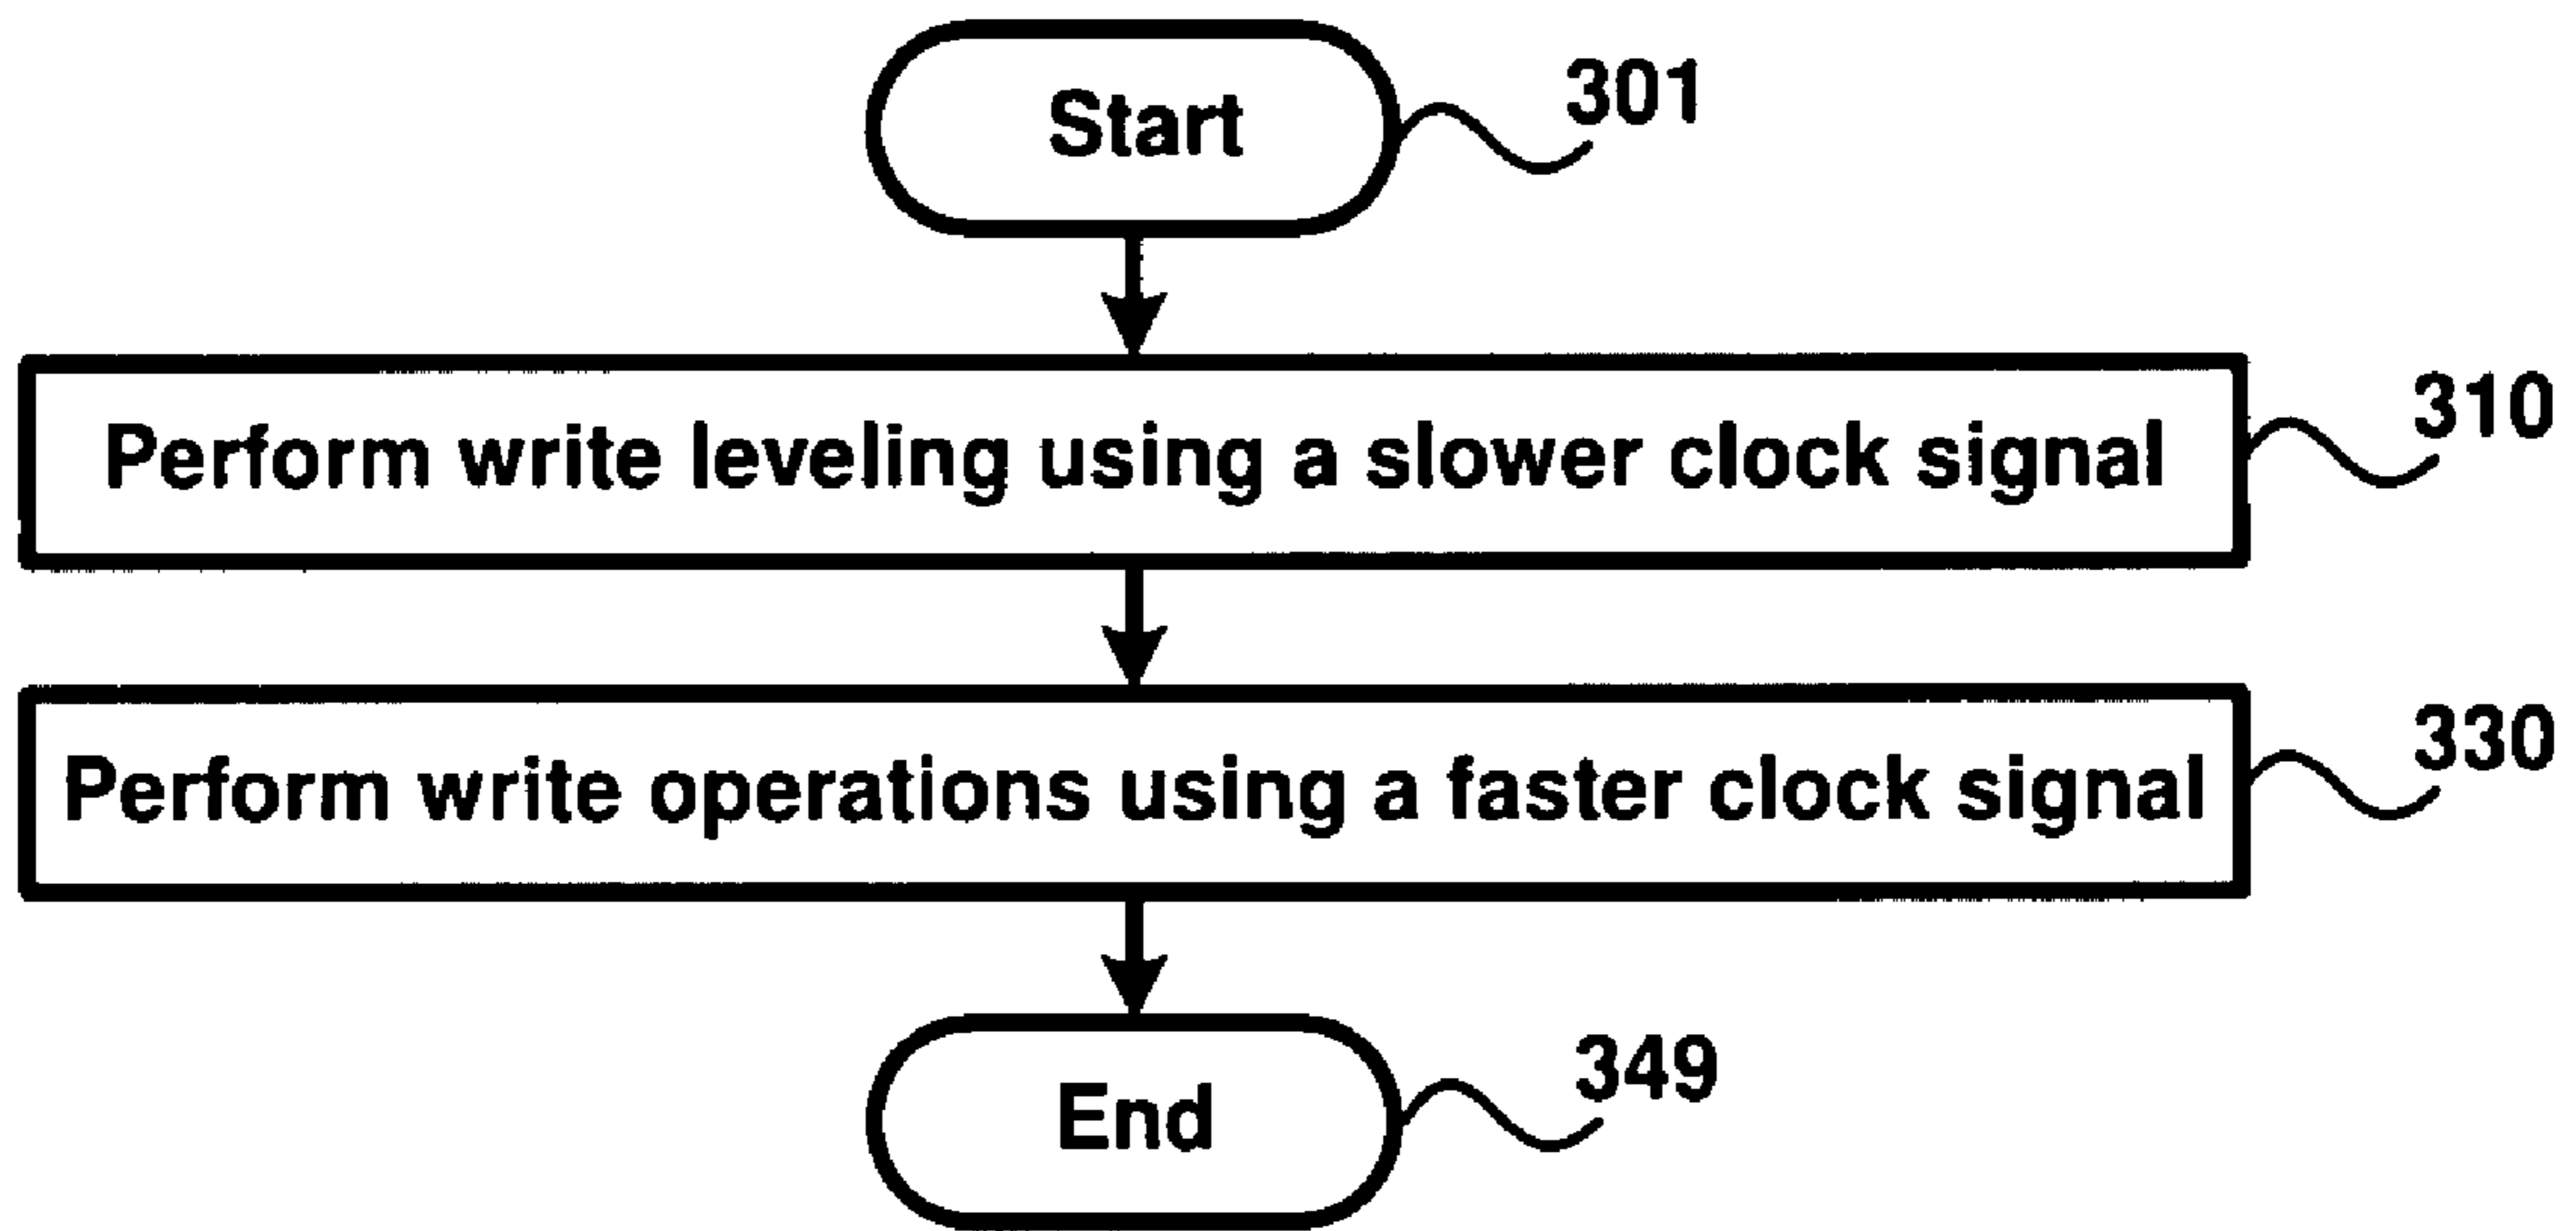 Start
301
Perform write leveling using a slower clock signal
310
Perform write operations using a faster clock signal
330
End
349